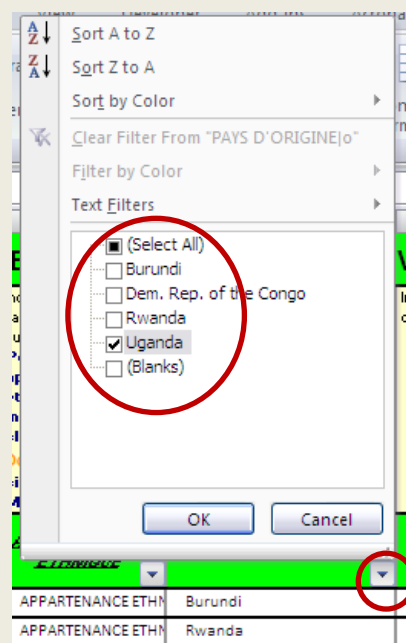 Sort A to Z
Sort Z to A
Sort by Color
Clear Filter From "PAYS D'ORIGINE|o"
Filter by Color
Text Filters
(Select All)
Burundi
Dem. Rep. of the Congo
Rwanda
Uganda
(Blanks)
OK
Cancel
ETHNIQUE
APPARTENANCE ETHN
Burundi
APPARTENANCE ETHN
Rwanda